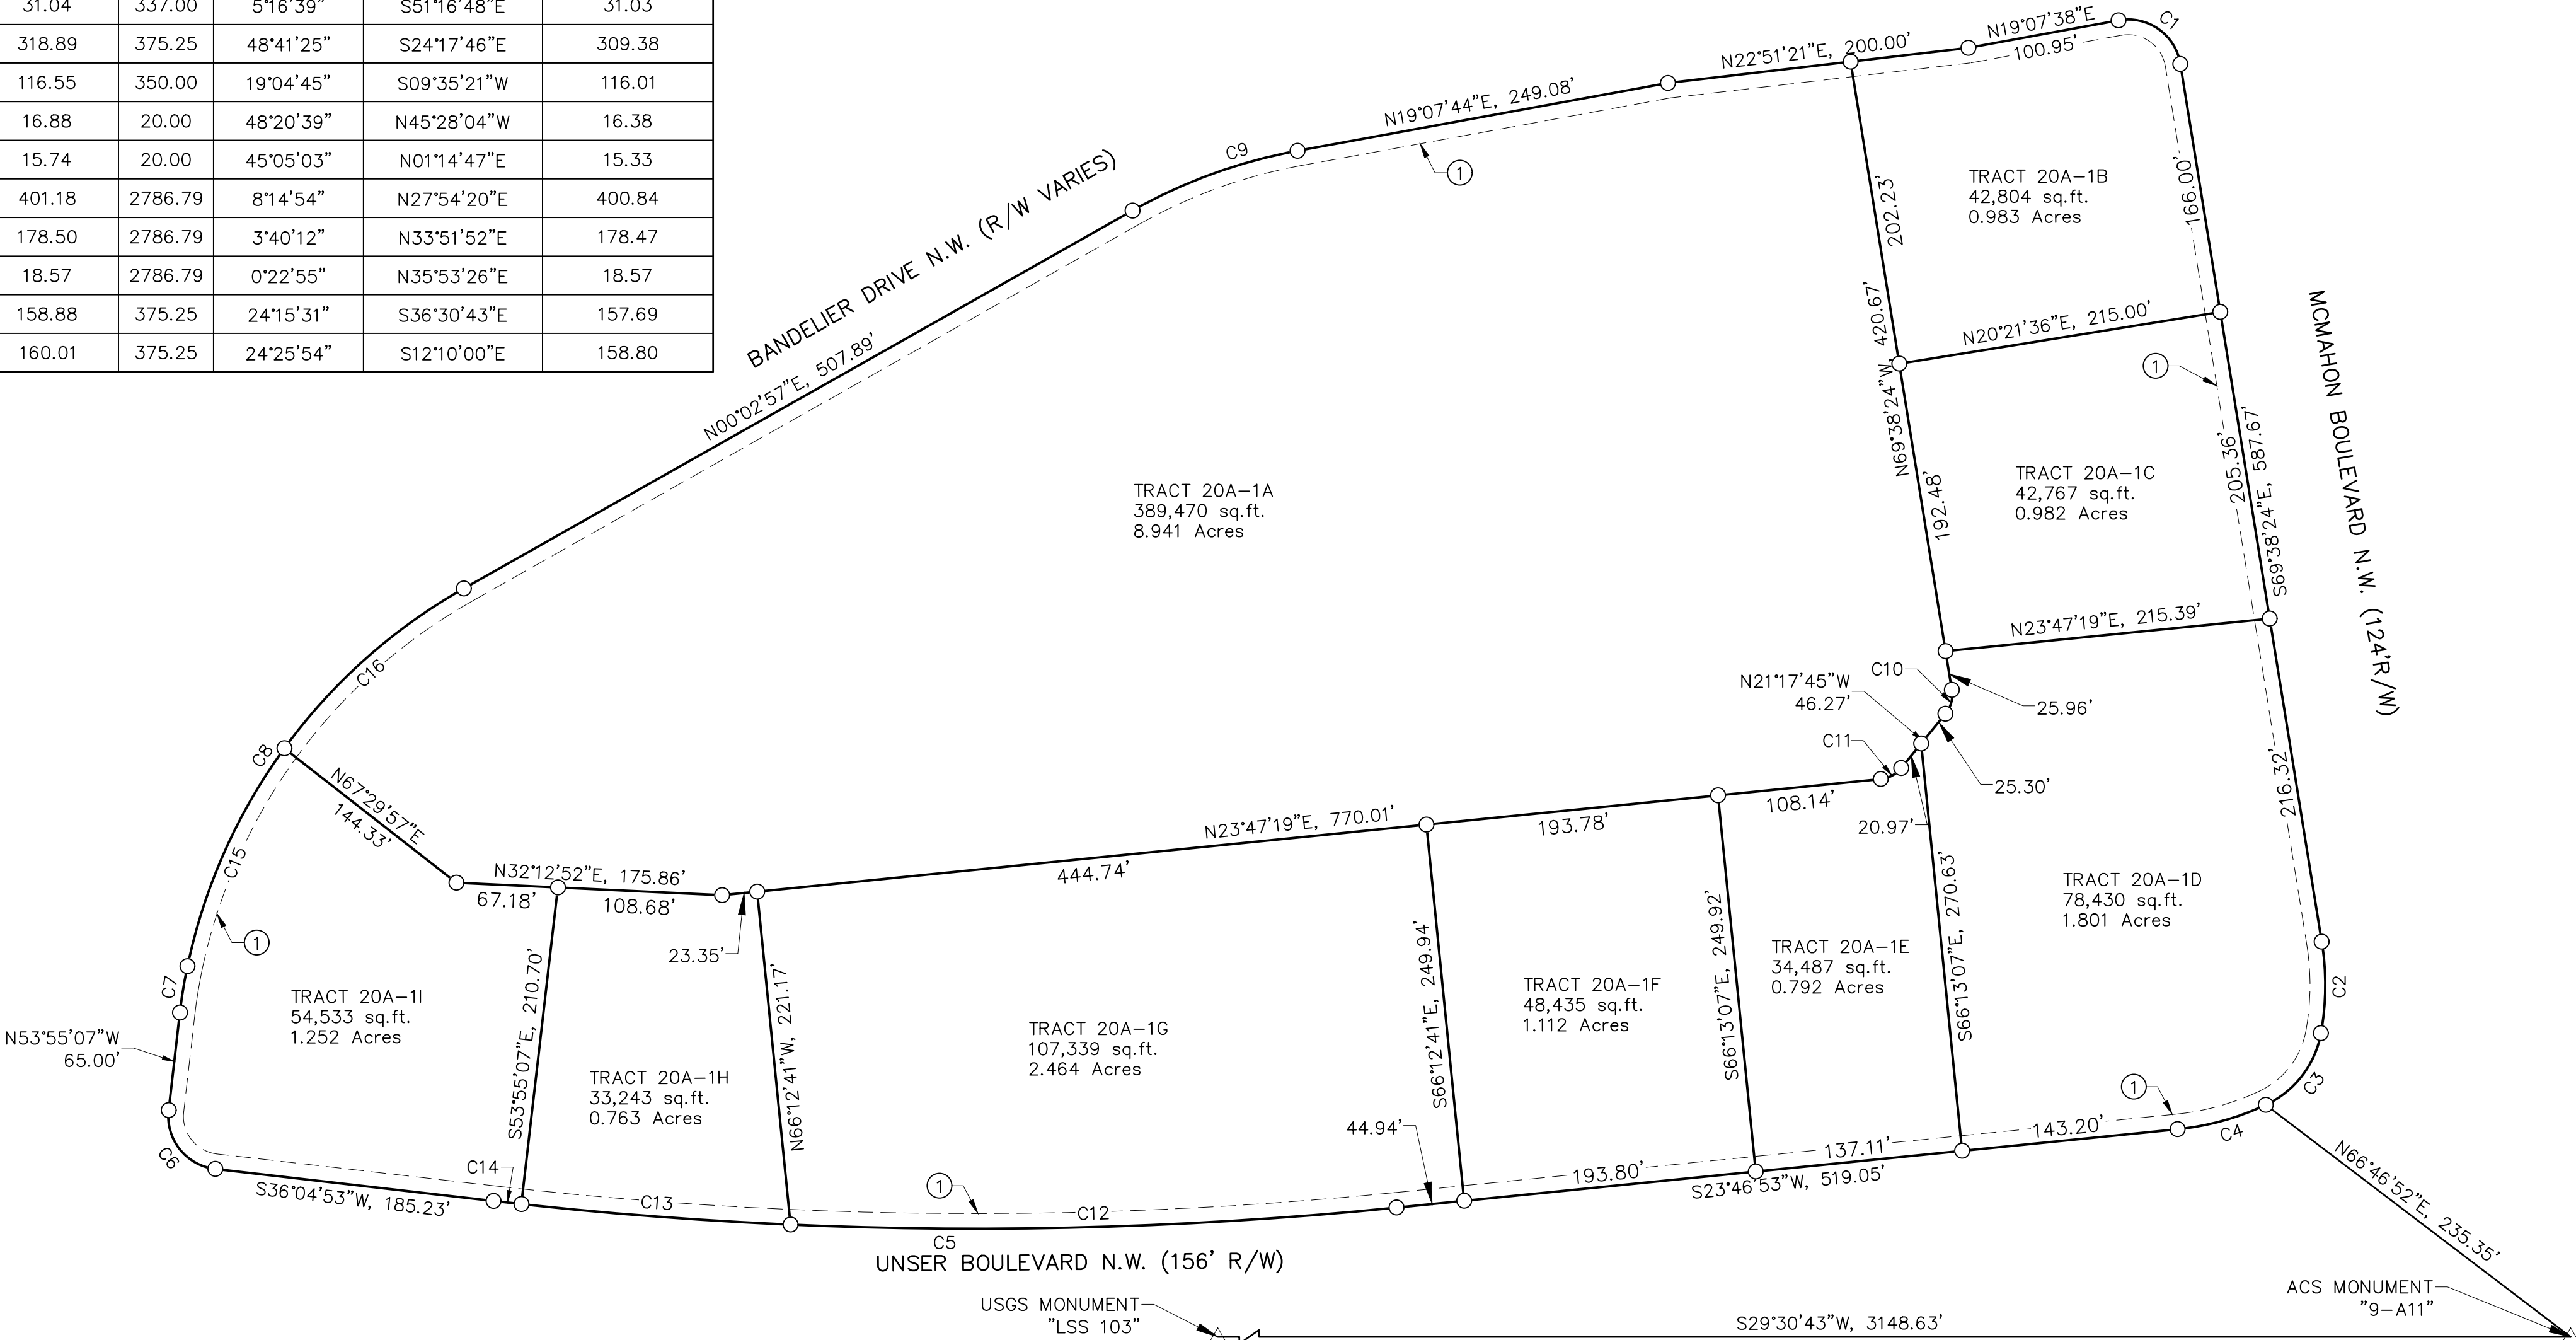 31.04 337.00 5°16'39" S51°16'48"E 31.03
318.89 375.25 48°41'25" S24°17'46"E 309.38
116.55 350.00 19°04'45" S09°35'21"W 116.01
16.88 20.00 48°20'39" N45°28'04"W 16.38
15.74 20.00 45°05'03" N01°14'47"E 15.33
401.18 2786.79 8°14'54" N27°54'20"E 400.84
178.50 2786.79 3°40'12" N33°51'52"E 178.47
18.57 2786.79 0°22'55" N35°53'26"E 18.57
158.88 375.25 24°15'31" S36°30'43"E 157.69
160.01 375.25 24°25'54" S12°10'00"E 158.80
BANDELIER DRIVE N.W. (R/W VARIES)
N00°02'57"E, 507.89'
C9
N19°07'44"E, 249.08'
1
N22°51'21"E, 200.00'
N19°07'38"E
100.95'
C1
166.00'
202.23'
TRACT 20A-1B
42,804 sq.ft.
0.983 Acres
N69°38'24"W, 420.67'
N20°21'36"E, 215.00'
1
MCMAHON BOULEVARD N.W. (124'R/W)
S69°38'24"E, 587.67'
205.36'
192.48'
TRACT 20A-1C
42,767 sq.ft.
0.982 Acres
TRACT 20A-1A
389,470 sq.ft.
8.941 Acres
N23°47'19"E, 215.39'
C10
N21°17'45"W
46.27'
25.96'
C11
25.30'
20.97'
216.32'
C16
C8
C15
N67°29'57"E
144.33'
1
N32°12'52"E, 175.86'
67.18'
108.68'
23.35'
N23°47'19"E, 770.01'
444.74'
193.78'
108.14'
C7
N53°55'07"W
65.00'
TRACT 20A-1I
54,533 sq.ft.
1.252 Acres
S53°55'07"E, 210.70'
TRACT 20A-1H
33,243 sq.ft.
0.763 Acres
N66°12'41"W, 221.17'
TRACT 20A-1G
107,339 sq.ft.
2.464 Acres
S66°12'41"E, 249.94'
TRACT 20A-1F
48,435 sq.ft.
1.112 Acres
S66°13'07"E, 249.92'
TRACT 20A-1E
34,487 sq.ft.
0.792 Acres
S66°13'07"E, 270.63'
TRACT 20A-1D
78,430 sq.ft.
1.801 Acres
C2
C3
1
C4
C6
C14
S36°04'53"W, 185.23'
C13
1
C12
C5
44.94'
193.80'
137.11'
143.20'
S23°46'53"W, 519.05'
UNSER BOULEVARD N.W. (156' R/W)
N66°46'52"E, 235.35'
USGS MONUMENT
"LSS 103"
S29°30'43"W, 3148.63'
ACS MONUMENT
"9-A11"